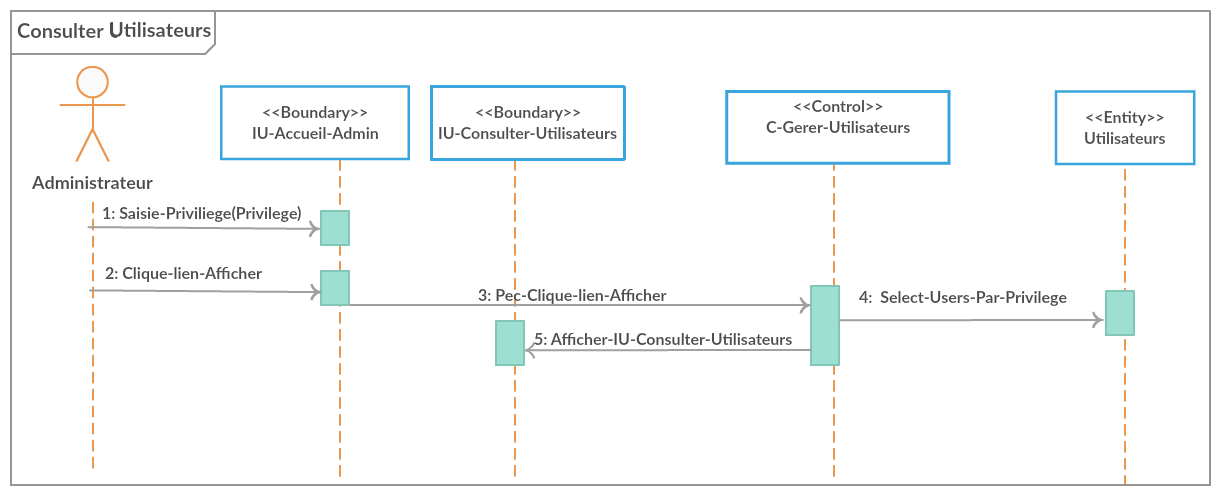 Consulter Utilisateurs
<<Boundary>>
IU-Accueil-Admin
<<Boundary>>
IU-Consulter-Utilisateurs
<<Control>>
C-Gerer-Utilisateurs
<<Entity>>
Utilisateurs
Administrateur
1: Saisie-Priviliege(Privilege)
2: Clique-lien-Afficher
3: Pec-Clique-lien-Afficher
4: Select-Users-Par-Privilege
5: Afficher-IU-Consulter-Utilisateurs